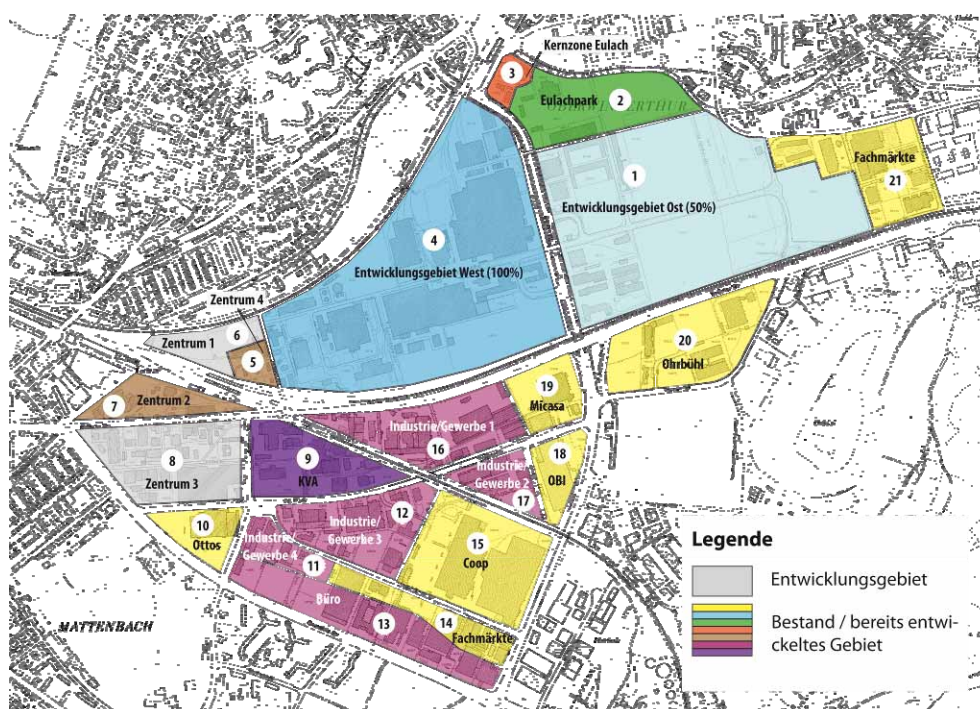 Kernzone Eulach
3
Eulachpark
2
OBERWINTERTHUR
Fachmärkte
21
1
Entwicklungsgebiet Ost (50%)
4
Entwicklungsgebiet West (100%)
Zentrum 4
6
Zentrum 1
5
20
Ohrbühl
7
Zentrum 2
19
Micasa
Industrie/Gewerbe 1
16
8
Zentrum 3
9
KVA
18
OBI
Industrie/
Gewerbe 2
17
10
Ottos
12
Industrie/
Gewerbe 3
Industrie/
Gewerbe 4
11
15
Coop
Büro
13
14
Fachmärkte
MATTENBACH
Legende
Entwicklungsgebiet
Bestand / bereits entwi-
ckeltes Gebiet